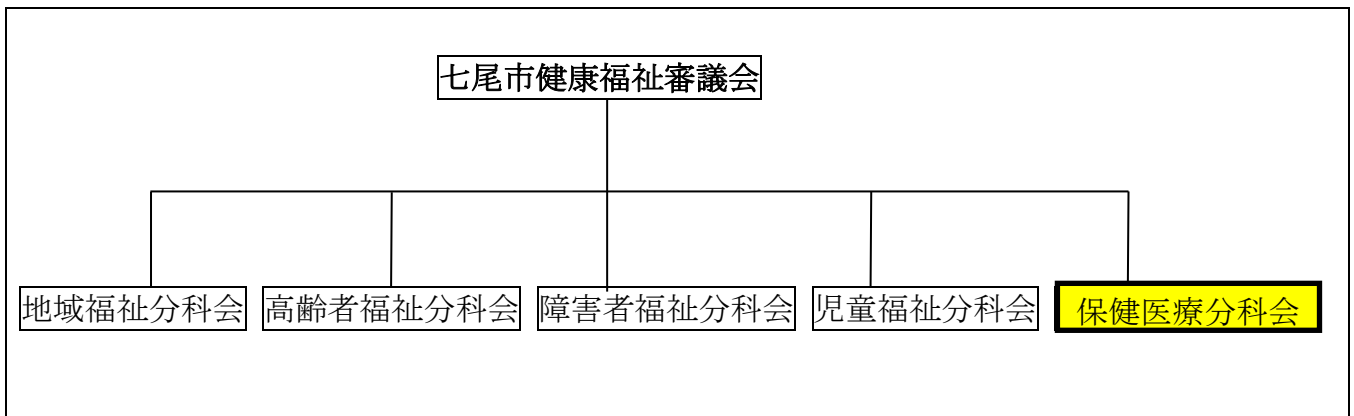 七尾市健康福祉審議会
地域福祉分科会
高齢者福祉分科会
障害者福祉分科会
児童福祉分科会
保健医療分科会